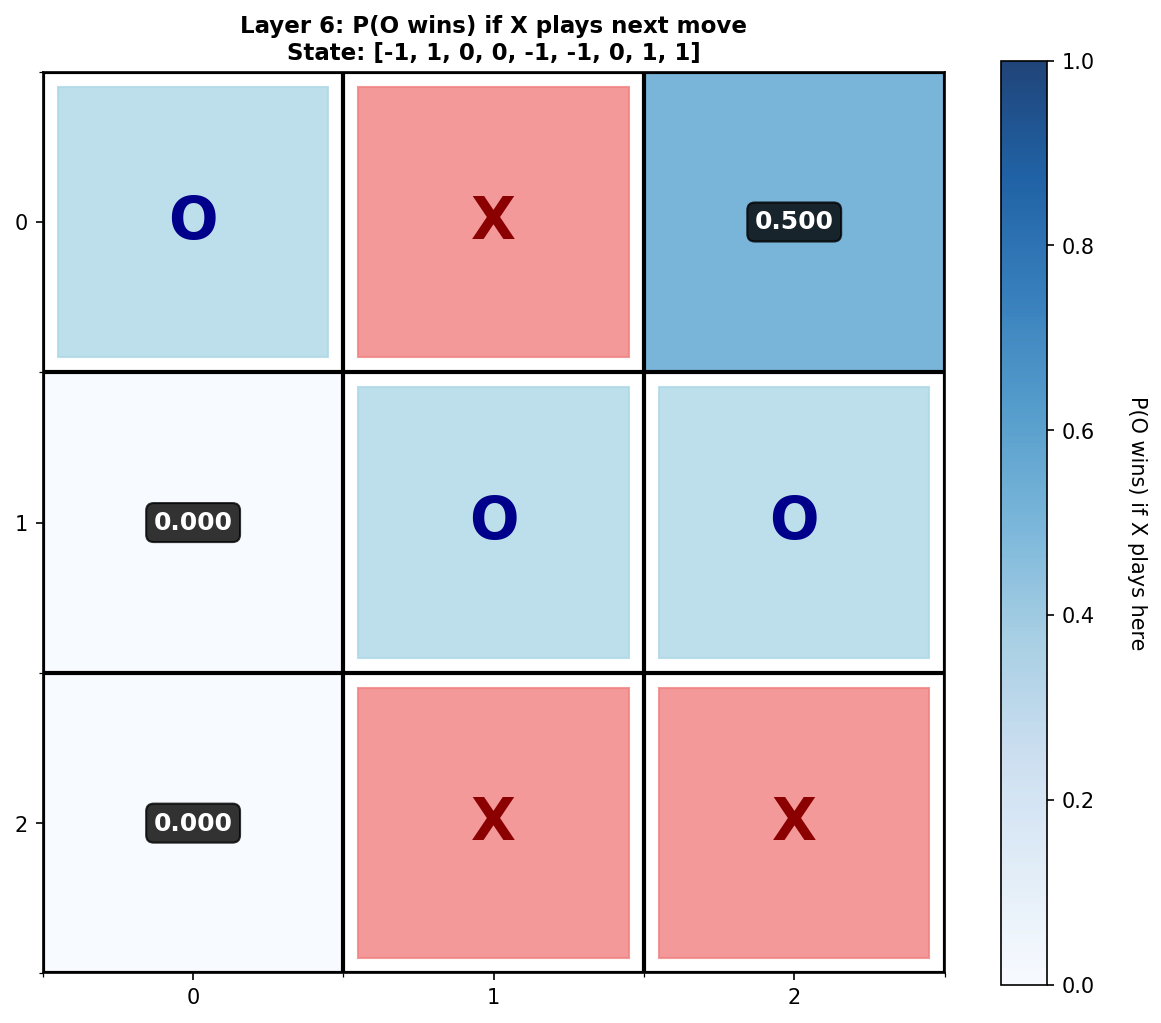 Layer 6: P(O wins) if X plays next move
State: [-1, 1, 0, 0, -1, -1, 0, 1, 1]
0
O
X
0.500
1
0.000
O
O
2
0.000
X
X
0
1
2
1.0
0.8
0.6
0.4
0.2
0.0
P(O wins) if X plays here